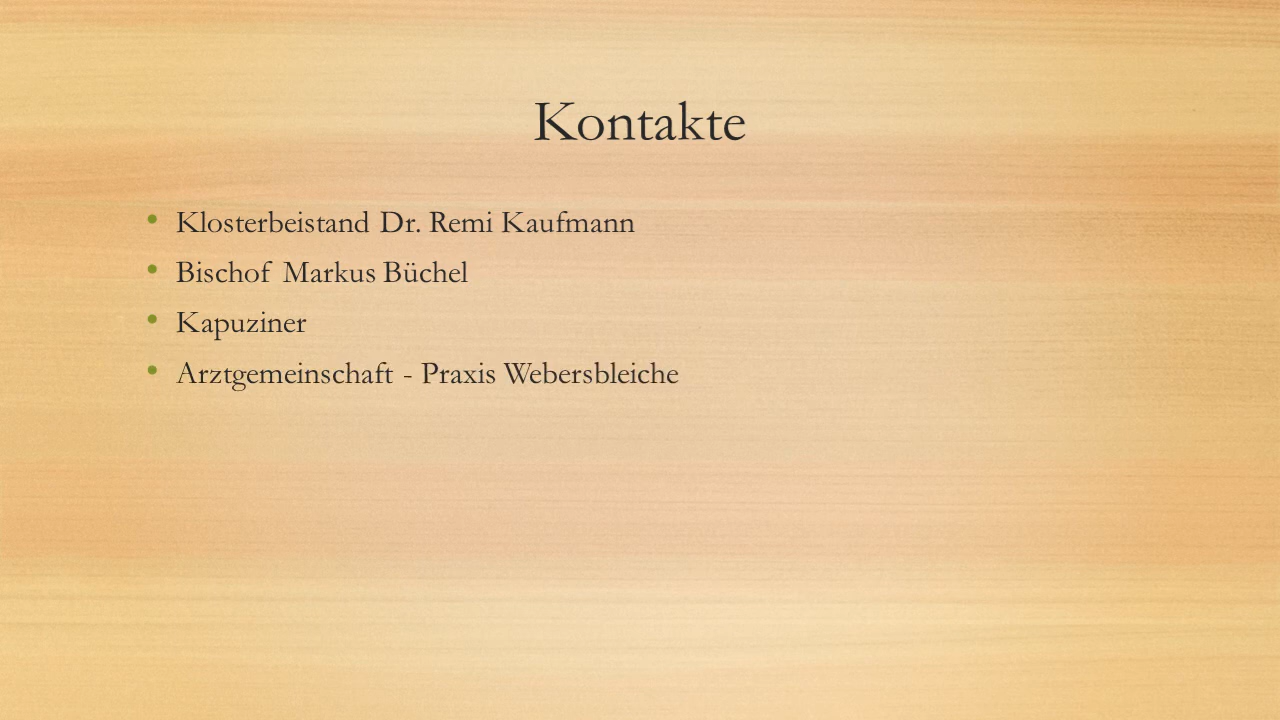 Kontakte
• Klosterbeistand Dr. Remi Kaufmann
• Bischof Markus Büchel
• Kapuziner
• Arztgemeinschaft - Praxis Webersbleiche